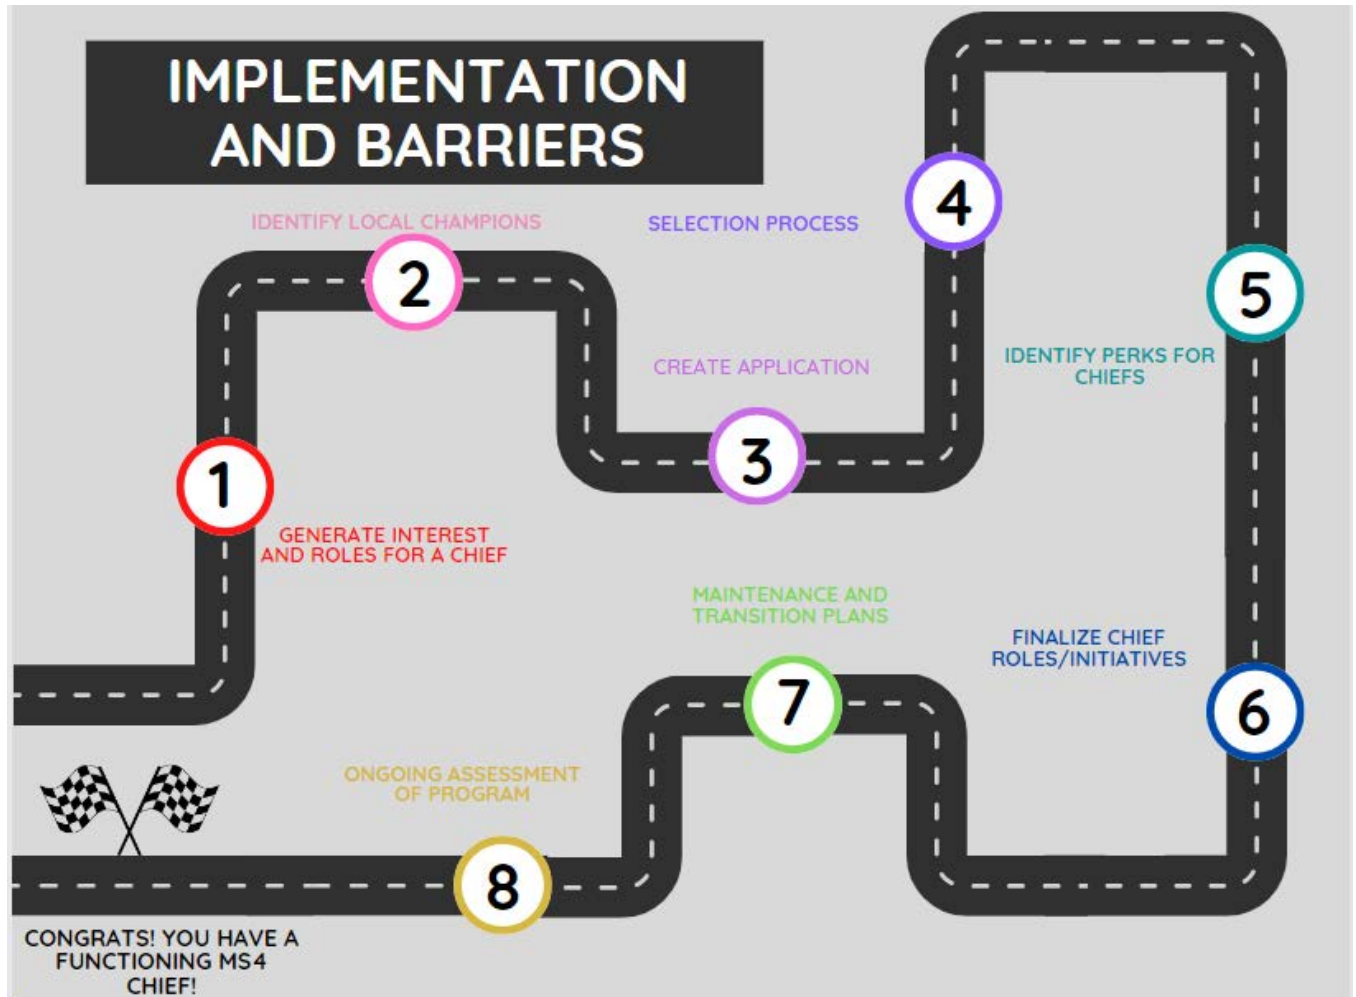 IMPLEMENTATION
AND BARRIERS
1
GENERATE INTEREST
AND ROLES FOR A CHIEF
IDENTIFY LOCAL CHAMPIONS
2
CREATE APPLICATION
3
SELECTION PROCESS
4
5
IDENTIFY PERKS FOR
CHIEFS
FINALIZE CHIEF
ROLES/INITIATIVES
6
MAINTENANCE AND
TRANSITION PLANS
7
ONGOING ASSESSMENT
OF PROGRAM
8
CONGRATS! YOU HAVE A
FUNCTIONING MS4
CHIEF!